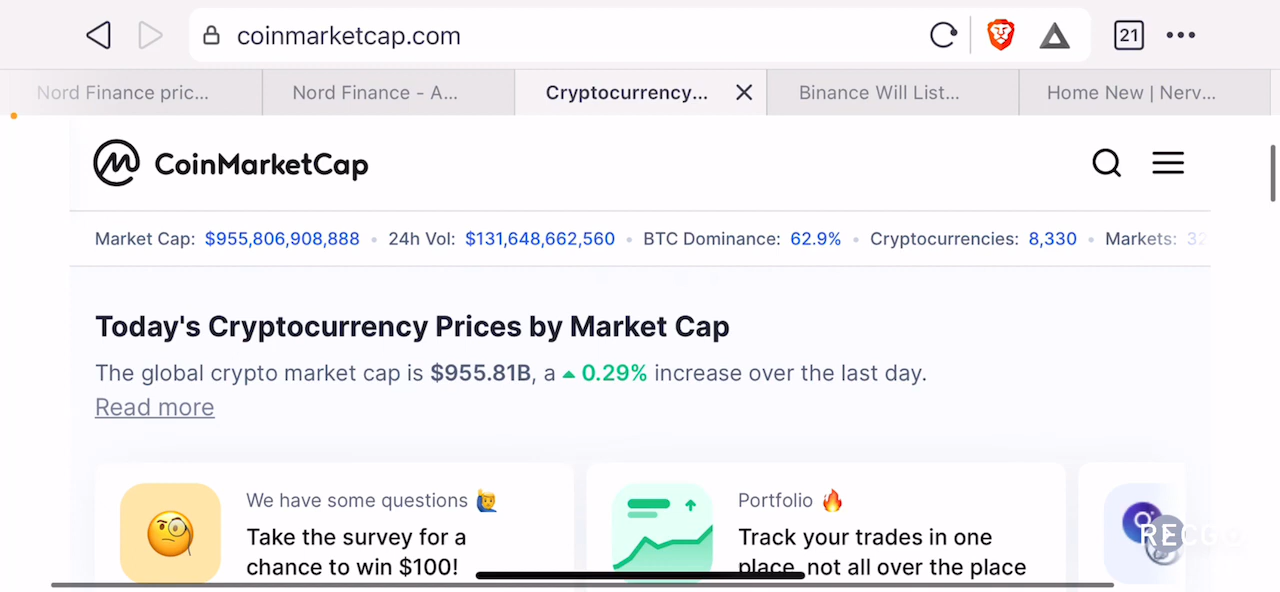 coinmarketcap.com
21
Nord Finance pric...
Nord Finance - A...
Cryptocurrency...
Binance Will List...
Home New | Nerv...
CoinMarketCap
Market Cap: $955,806,908,888 • 24h Vol: $131,648,662,560 • BTC Dominance: 62.9% • Cryptocurrencies: 8,330 • Markets: 32
Today's Cryptocurrency Prices by Market Cap
The global crypto market cap is $955.81B, a 0.29% increase over the last day.
Read more
We have some questions
Take the survey for a
chance to win $100!
Portfolio
Track your trades in one
place, not all over the place